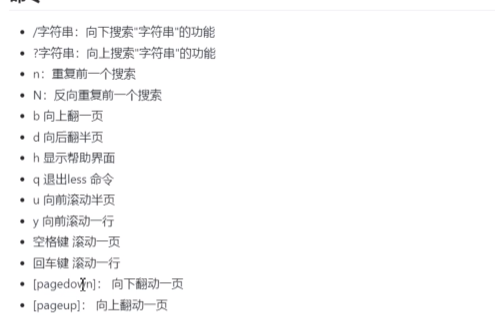 /字符串：向下搜索"字符串"的功能
?字符串：向上搜索"字符串"的功能
n：重复前一个搜索
N：反向重复前一个搜索
b 向上翻一页
d 向后翻半页
h 显示帮助界面
q 退出less 命令
u 向前滚动半页
y 向前滚动一行
空格键 滚动一页
回车键 滚动一行
[pagedown]： 向下翻动一页
[pageup]： 向上翻动一页